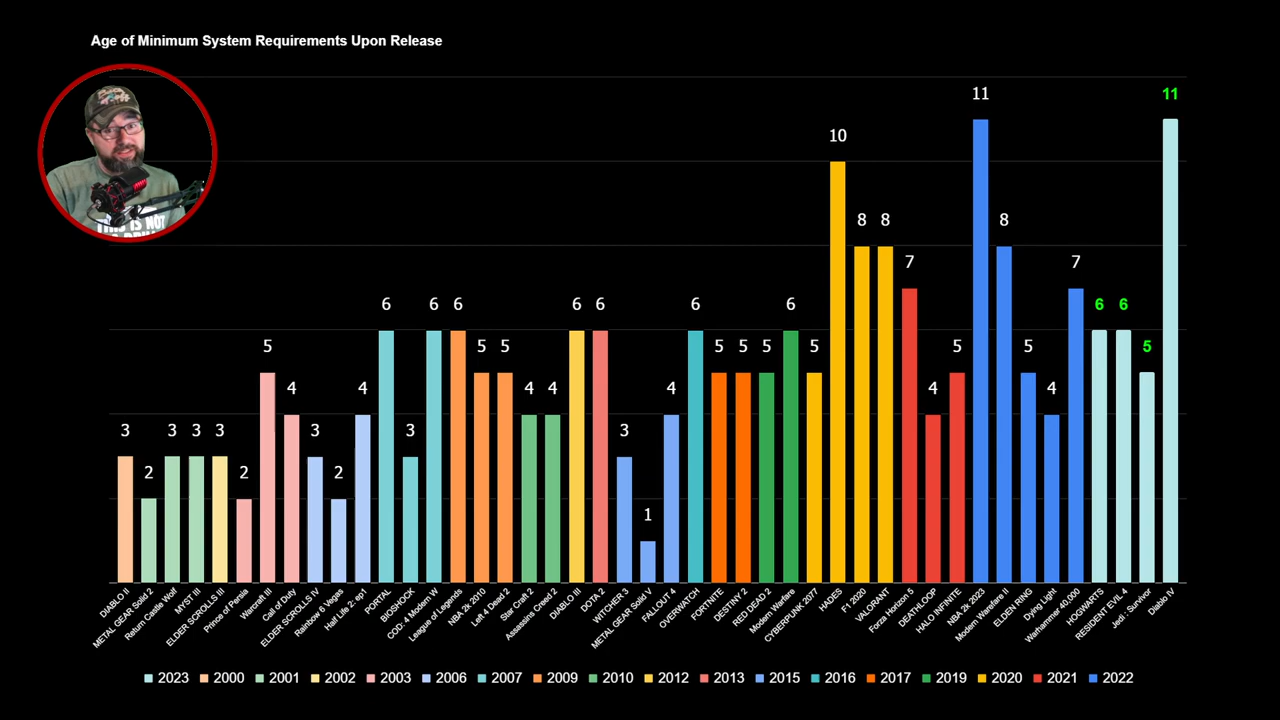 Age of Minimum System Requirements Upon Release
THIS IS NOT
3
2
3
3
3
2
5
4
3
2
4
6
3
6
6
5
5
4
4
6
6
3
1
4
6
5
5
5
6
5
10
8
8
7
4
5
11
8
5
4
7
6
6
5
11
DIABLO II
METAL GEAR Solid 2
Return Castle Wolf
MYST III
ELDER SCROLLS III
Prince of Persia
Warcraft III
Call of Duty
ELDER SCROLLS IV
Rainbow 6 Vegas
Half Life 2: ep1
PORTAL
BIOSHOCK
COD: 4 Modern W
League of Legends
NBA 2k 2010
Left 4 Dead 2
Star Craft 2
Assassins Creed 2
DIABLO III
DOTA 2
WITCHER 3
METAL GEAR Solid V
FALLOUT 4
OVERWATCH
FORTNITE
DESTINY 2
RED DEAD 2
Modern Warfare
CYBERPUNK 2077
HADES
F1 2020
VALORANT
Forza Horizon 5
DEATHLOOP
HALO INFINITE
NBA 2k 2023
Modern Warefare II
ELDEN RING
Dying Light
Warhammer 40,000
HOGWARTS
RESIDENT EVIL 4
Jedi: Survivor
Diablo IV
2023 2000 2001 2002 2003 2006 2007 2009 2010 2012 2013 2015 2016 2017 2019 2020 2021 2022